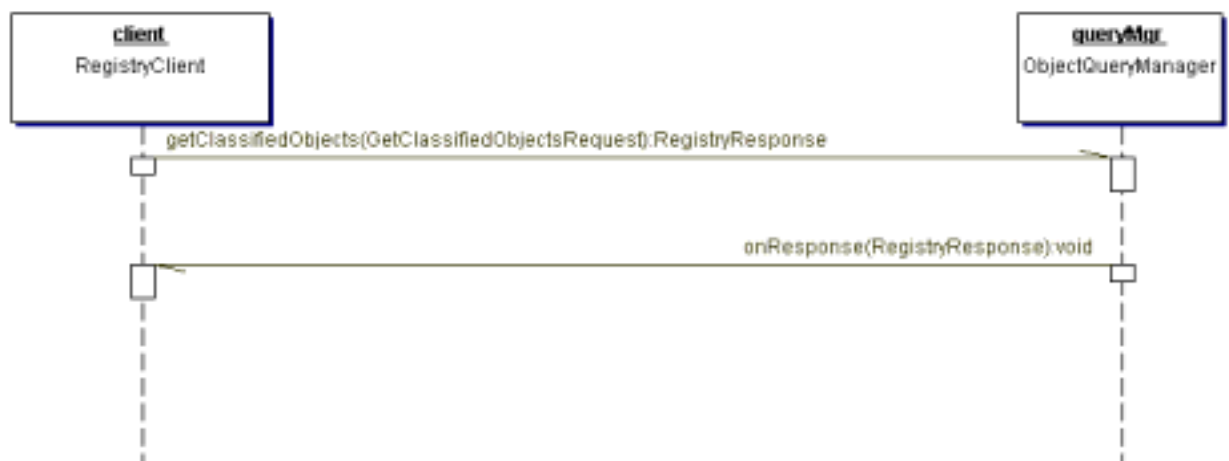 client
RegistryClient
queryMgr
ObjectQueryManager
getClassifiedObjects(GetClassifiedObjectsRequest):RegistryResponse
onResponse(RegistryResponse):void